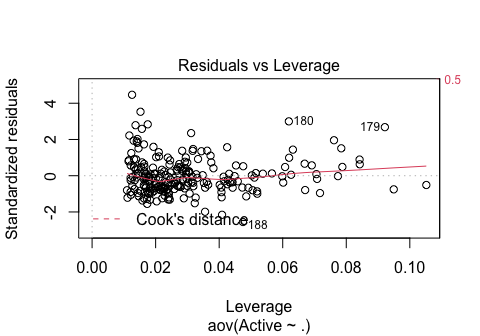 Residuals vs Leverage
0.5
Standardized residuals
4
2
0
-2
180
179
188
Cook's distance
0.00
0.02
0.04
0.06
0.08
0.10
Leverage
aov(Active ~ .)